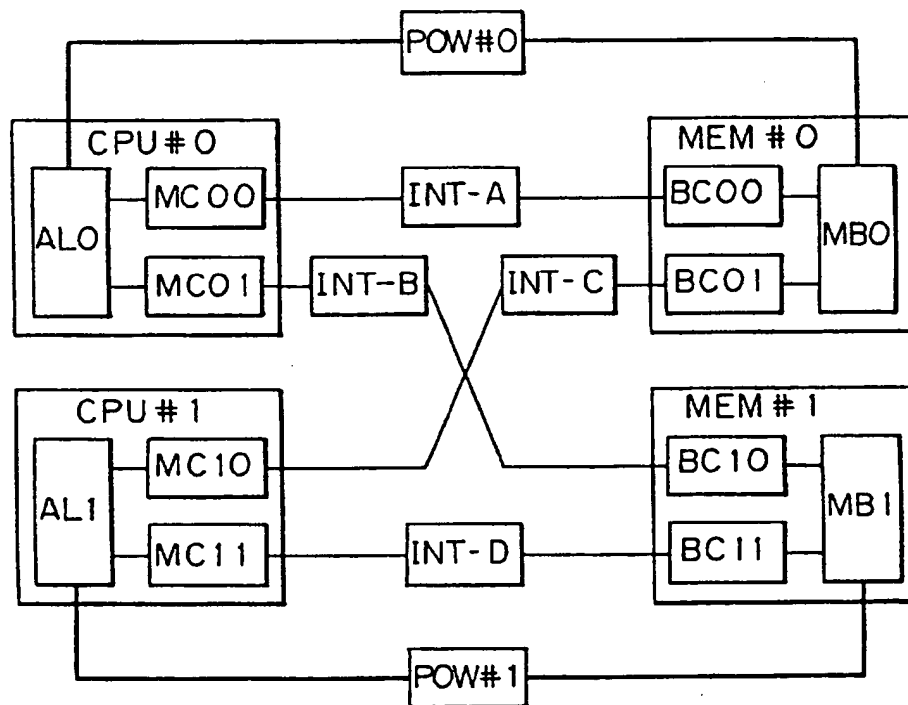 POW#0
CPU#0
MEM#0
MC00
INT-A
BC00
AL0
MB0
MC01
INT-B
INT-C
BC01
CPU#1
MEM#1
MC10
BC10
AL1
MB1
MC11
INT-D
BC11
POW#1